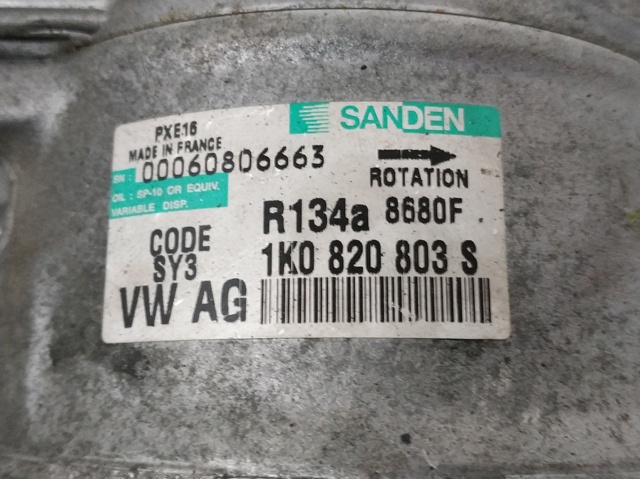 SANDEN
PXE16
MADE IN FRANCE
SN: 00060806663
ROTATION
OIL: SP-10 OR EQUIV.
VARIABLE DISP.
R134a 8680F
CODE
SY3
1K0 820 803 S
VW AG